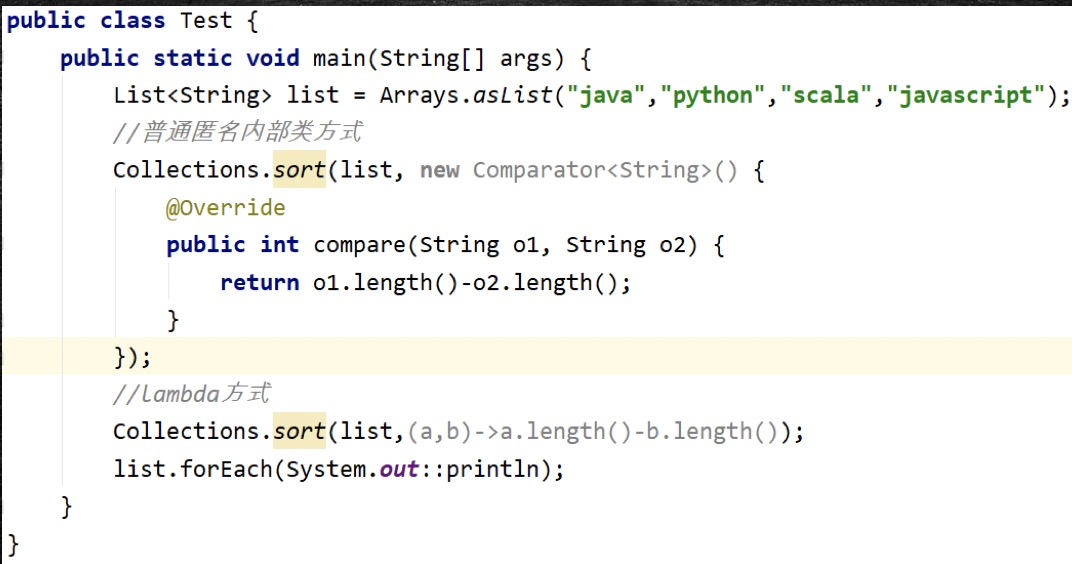 public class Test {
public static void main(String[] args) {
List<String> list = Arrays.asList("java","python","scala","javascript");
//普通匿名内部类方式
Collections.sort(list, new Comparator<String>() {
@Override
public int compare(String o1, String o2) {
return o1.length()-o2.length();
}
});
//lambda方式
Collections.sort(list,(a,b)->a.length()-b.length());
list.forEach(System.out::println);
}
}